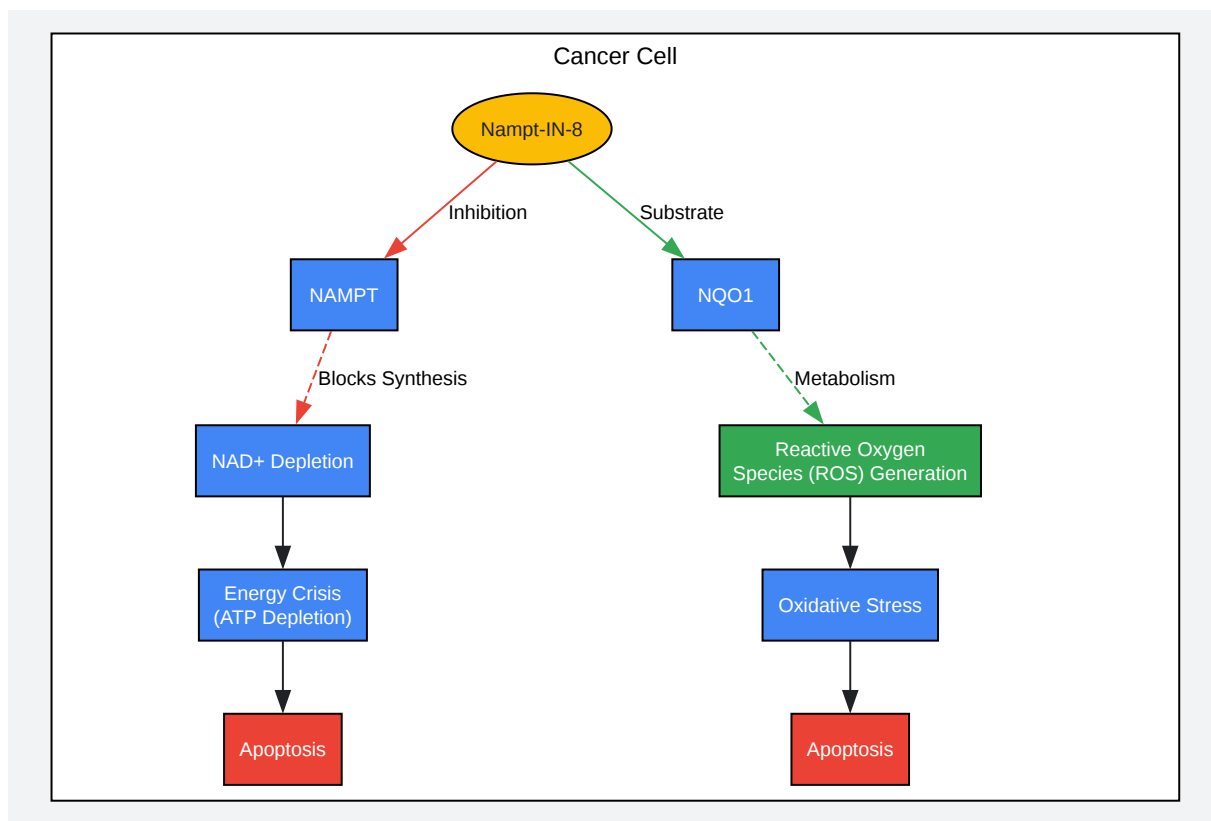 Cancer Cell
Nampt-IN-8
Inhibition
Substrate
NAMPT
NQO1
Blocks Synthesis
Metabolism
NAD+ Depletion
Reactive Oxygen
Species (ROS) Generation
Energy Crisis
(ATP Depletion)
Oxidative Stress
Apoptosis
Apoptosis